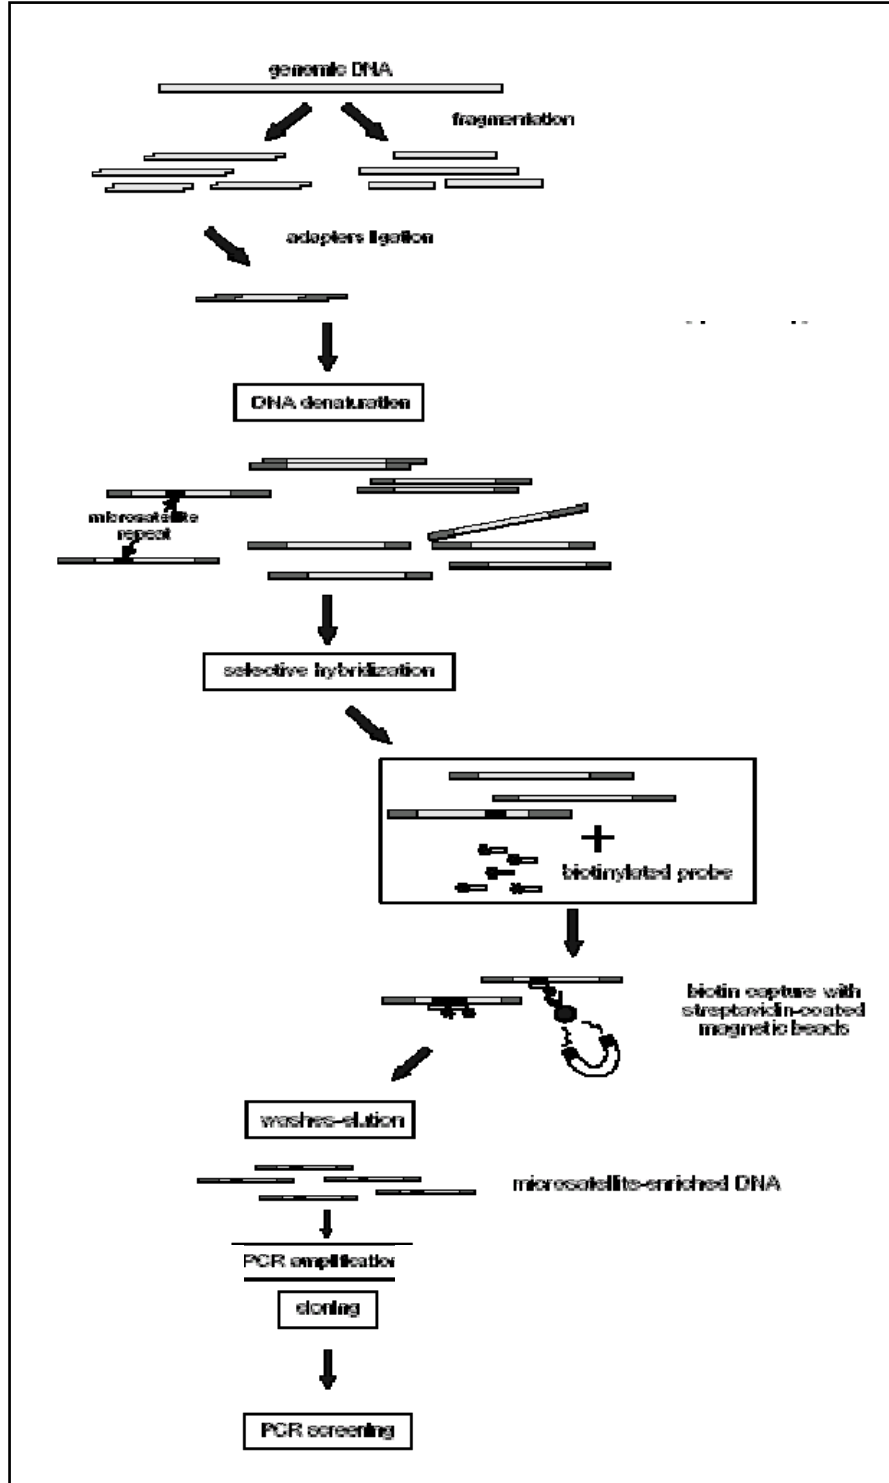 genomic DNA
fragmentation
adapters ligation
DNA denaturation
microsatellite
repeat
selective hybridization
biotinylated probe
biotin capture with
streptavidin-coated
magnetic beads
washes-elution
microsatellite-enriched DNA
PCR amplification
cloning
PCR screening